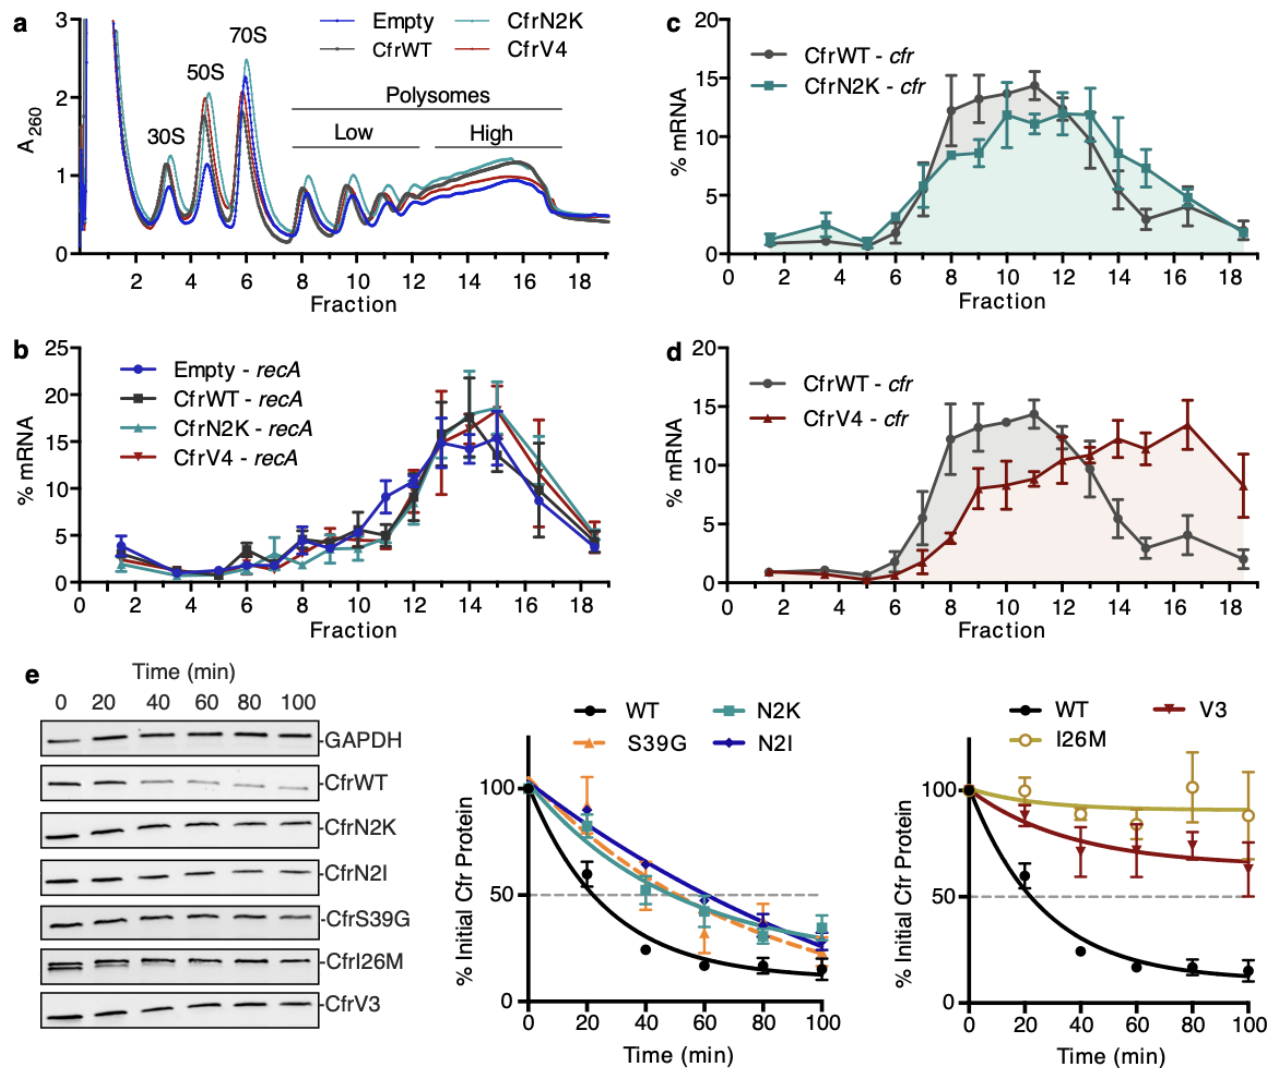 a
Empty
CfrN2K
CfrWT
CfrV4
70S
50S
30S
Polysomes
Low
High
A260
3
2
1
0
2 4 6 8 10 12 14 16 18
Fraction
c
CfrWT - cfr
CfrN2K - cfr
% mRNA
20
15
10
5
0
0 2 4 6 8 10 12 14 16 18
Fraction
b
Empty - recA
CfrWT - recA
CfrN2K - recA
CfrV4 - recA
% mRNA
25
20
15
10
5
0
0 2 4 6 8 10 12 14 16 18
Fraction
d
CfrWT - cfr
CfrV4 - cfr
% mRNA
20
15
10
5
0
0 2 4 6 8 10 12 14 16 18
Fraction
e
Time (min)
0 20 40 60 80 100
-GAPDH
-CfrWT
-CfrN2K
-CfrN2I
-CfrS39G
-CfrI26M
-CfrV3
WT
N2K
S39G
N2I
% Initial Cfr Protein
100
50
0
0 20 40 60 80 100
Time (min)
WT
V3
I26M
% Initial Cfr Protein
100
50
0
0 20 40 60 80 100
Time (min)